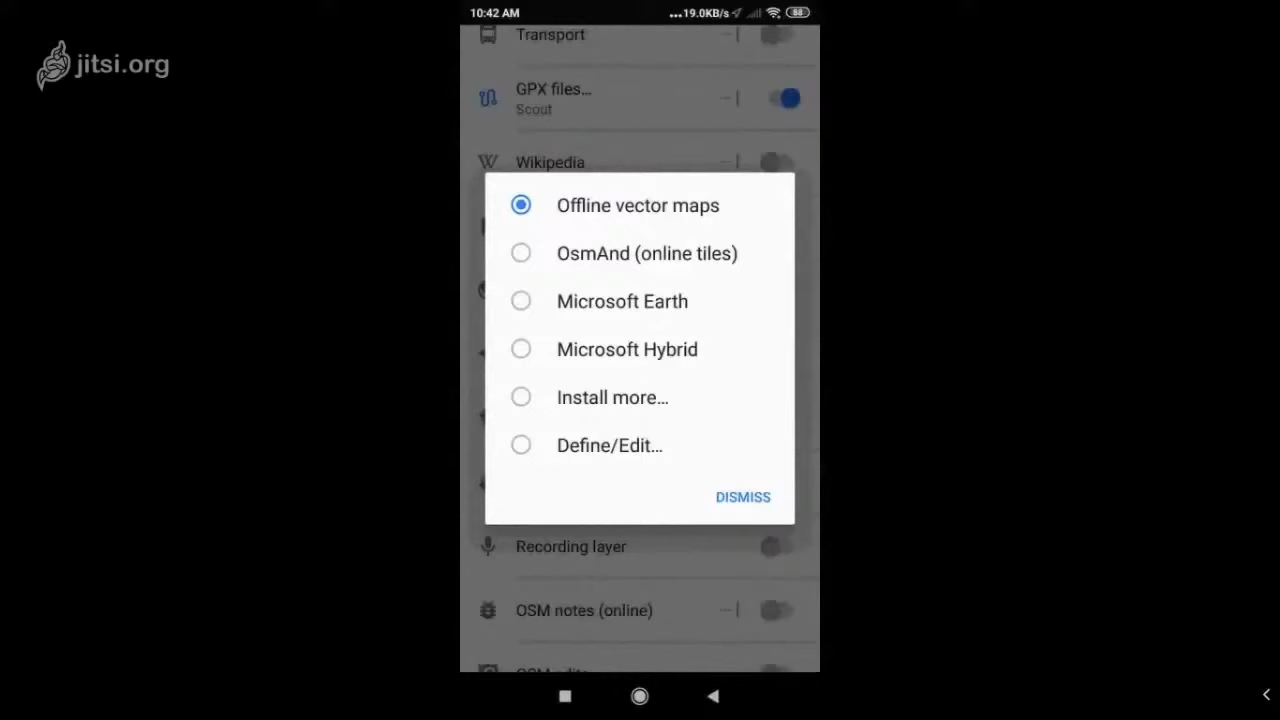 jitsi.org
10:42 AM
...19.0KB/s
88
Transport
GPX files...
Scout
Wikipedia
Offline vector maps
OsmAnd (online tiles)
Microsoft Earth
Microsoft Hybrid
Install more...
Define/Edit...
DISMISS
Recording layer
OSM notes (online)